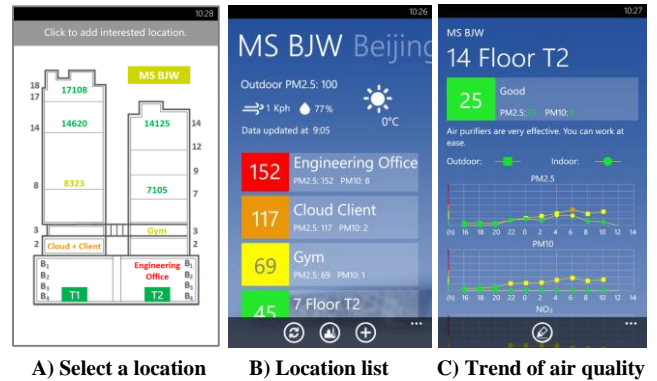 10:28
Click to add interested location.
MS BJW
18
17
17108
14
14620
14125
14
12
9
8
8323
7105
7
3
Gym
3
2
Cloud + Client
2
B1
B2
B3
B4
Engineering
Office
B1
B2
B3
B4
T1
T2
A) Select a location
10:26
MS BJW Beijing
Outdoor PM2.5: 100
1 Kph
77%
Data updated at 9:05
0°C
152
Engineering Office
PM2.5: 152 PM10: 8
117
Cloud Client
PM2.5: 117 PM10: 2
69
Gym
PM2.5: 69 PM10: 1
45
7 Floor T2
B) Location list
10:27
MS BJW
14 Floor T2
25
Good
PM2.5: 25 PM10:
Air purifiers are very effective. You can work at
ease.
Outdoor:
Indoor:
PM2.5
(h) 16 18 20 22 0 2 4 6 8 10 12 14
PM10
(h) 16 18 20 22 0 2 4 6 8 10 12 14
NO2
C) Trend of air quality